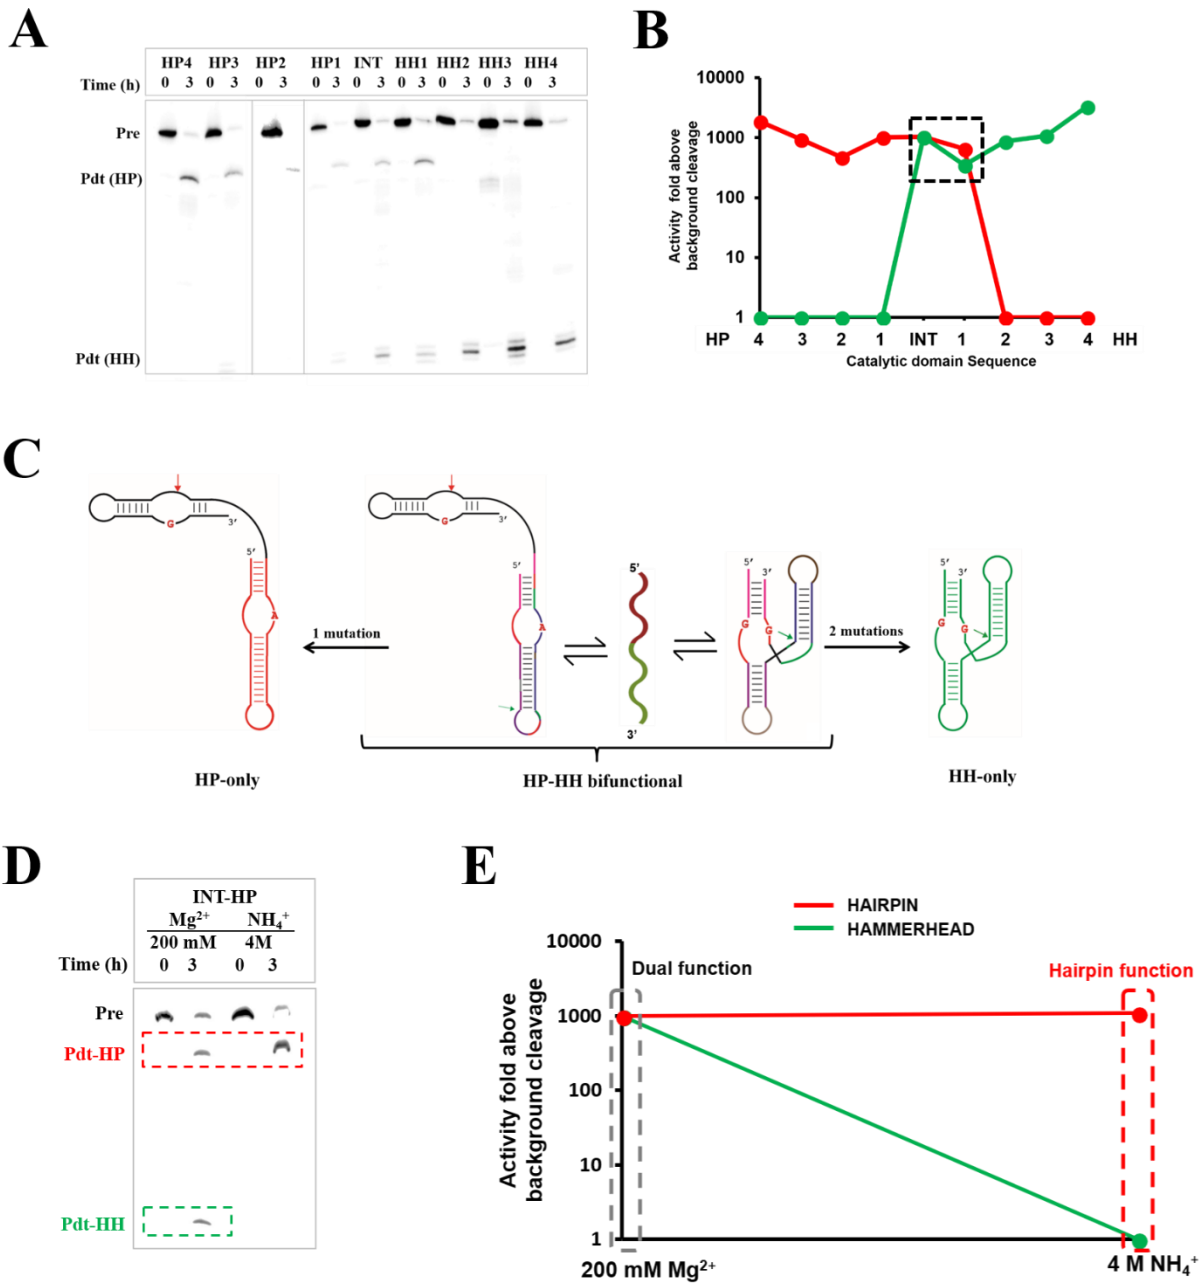 A
HP4 HP3 HP2 HP1 INT HH1 HH2 HH3 HH4
Time (h) 0 3 0 3 0 3 0 3 0 3 0 3 0 3 0 3 0 3
Pre
Pdt (HP)
Pdt (HH)
B
Activity fold above
background cleavage
10000
1000
100
10
1
HP 4 3 2 1 INT 1 2 3 4 HH
Catalytic domain Sequence
C
G
3'
5'
A
1 mutation
G
3'
5'
A
5'
3'
5'
3'
G
G
2 mutations
5'
3'
G
G
HP-only
HP-HH bifunctional
HH-only
D
INT-HP
Mg2+ NH4+
200 mM 4M
Time (h) 0 3 0 3
Pre
Pdt-HP
Pdt-HH
E
HAIRPIN
HAMMERHEAD
Activity fold above
background cleavage
10000
1000
100
10
1
Dual function
Hairpin function
200 mM Mg2+
4 M NH4+